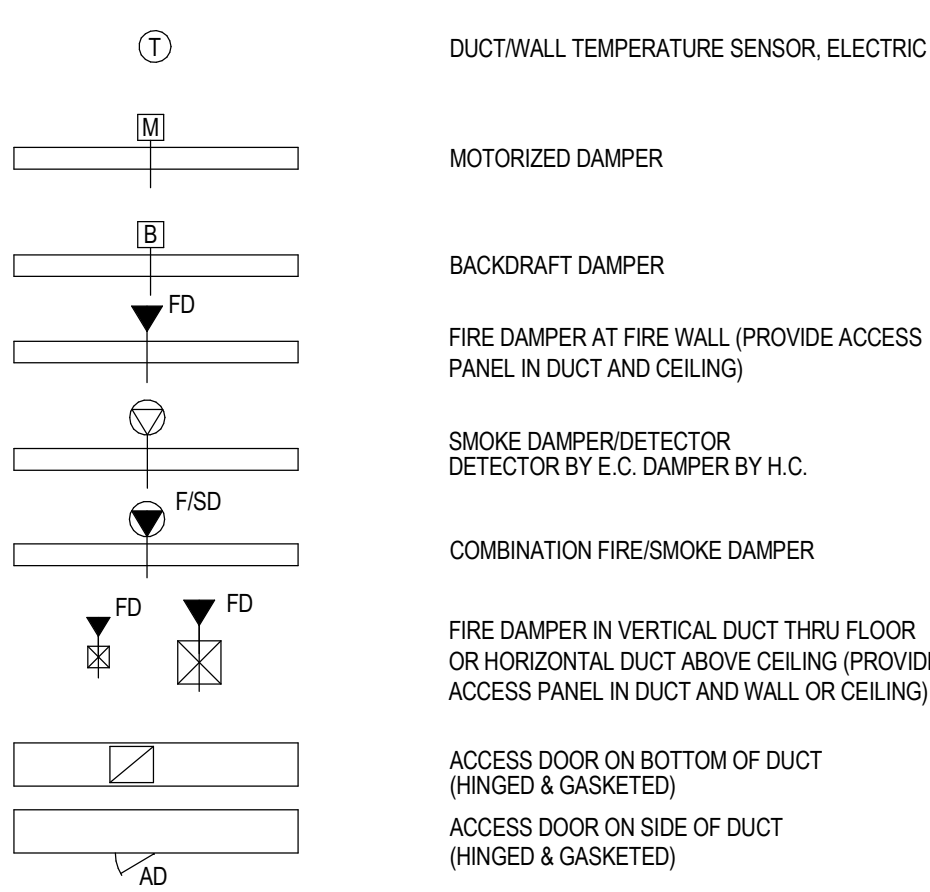 T DUCT/WALL TEMPERATURE SENSOR, ELECTRIC
M
MOTORIZED DAMPER
B
BACKDRAFT DAMPER
FD
FIRE DAMPER AT FIRE WALL (PROVIDE ACCESS
PANEL IN DUCT AND CEILING)
SMOKE DAMPER/DETECTOR
DETECTOR BY E.C. DAMPER BY H.C.
F/SD
COMBINATION FIRE/SMOKE DAMPER
FD FD
FIRE DAMPER IN VERTICAL DUCT THRU FLOOR
OR HORIZONTAL DUCT ABOVE CEILING (PROVIDE
ACCESS PANEL IN DUCT AND WALL OR CEILING)
ACCESS DOOR ON BOTTOM OF DUCT
(HINGED & GASKETED)
ACCESS DOOR ON SIDE OF DUCT
(HINGED & GASKETED)
AD